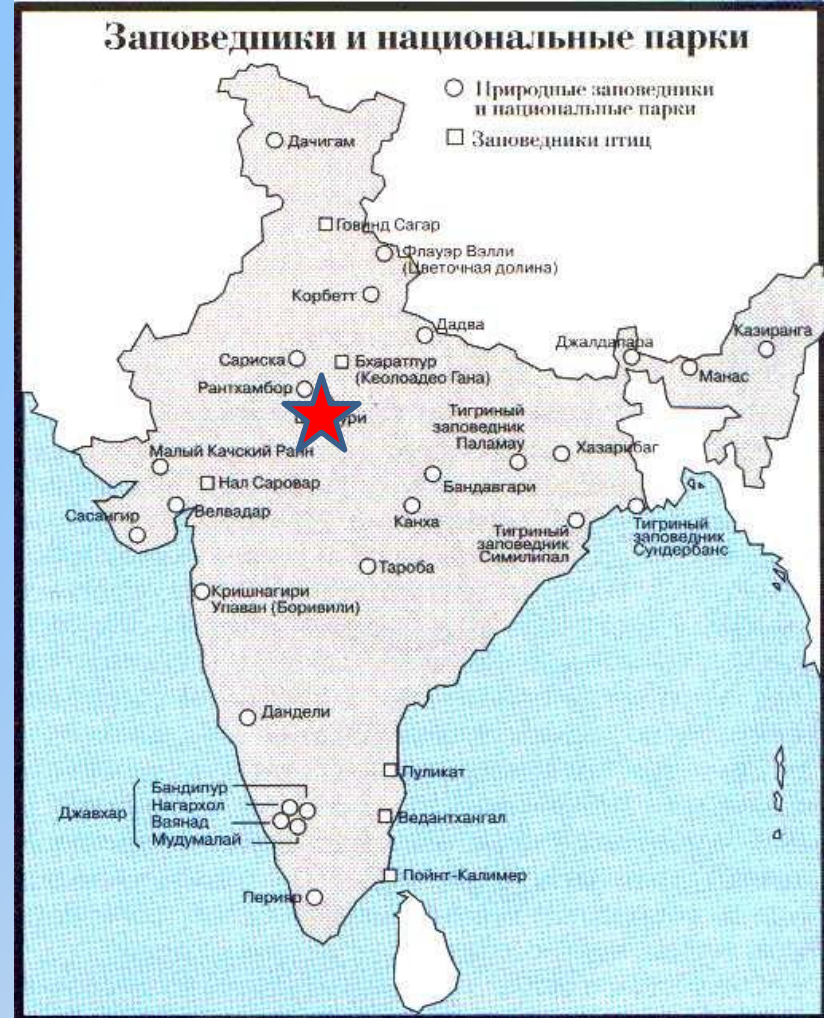 Заповедники и национальные парки
Природные заповедники
и национальные парки
Заповедники птиц
Дачигам
Говинд Сагар
Флауэр Вэлли
(Цветочная долина)
Корбетт
Дадва
Джалдапара
Казиранга
Манас
Сариска
Бхаратпур
(Кеолоадео Гана)
Рантхамбор
Тигриный
заповедник
Паламау
Хазарибаг
Малый Качский Ранн
Нал Саровар
Бандавгари
Сасангир
Велвадар
Канха
Тигриный
заповедник
Симилипал
Тигриный
заповедник
Сундербанс
Тароба
Кришнагири
Упаван (Боривили)
Дандели
Пуликат
Джавхар
Бандипур
Нагархол
Ваянад
Мудумалай
Ведантхангал
Пойнт-Калимер
Перияр